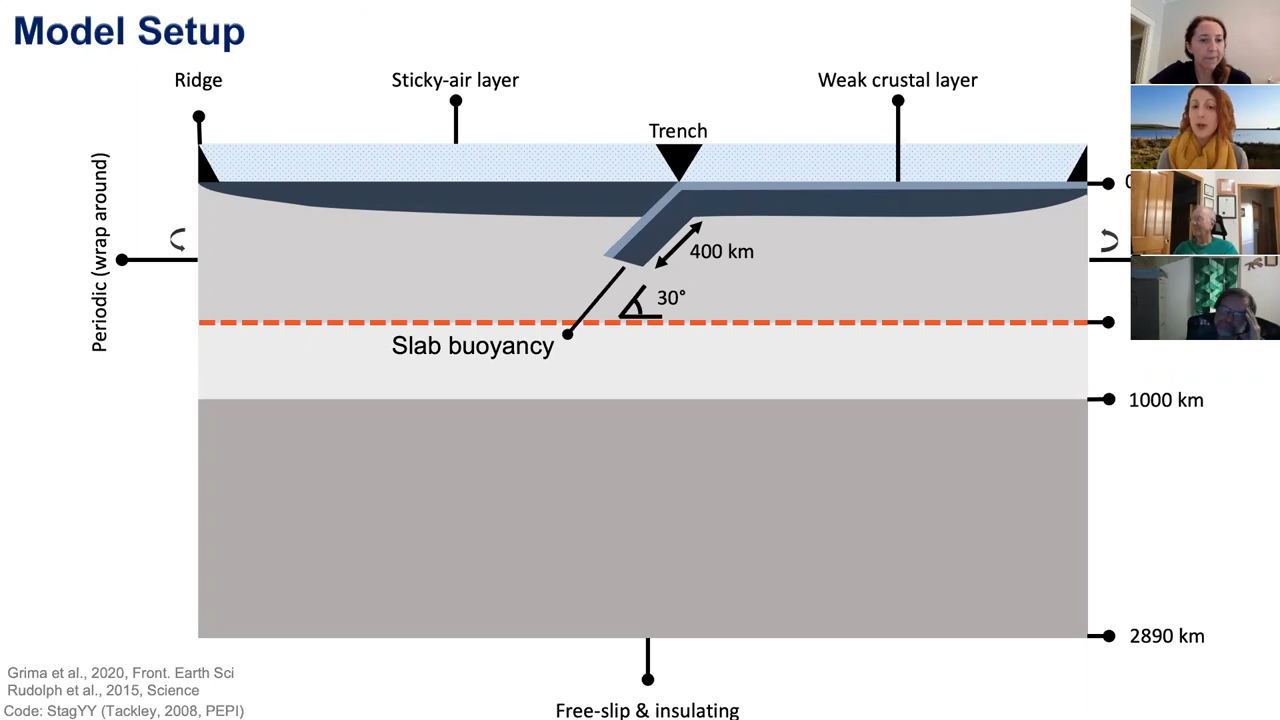 Model Setup
Ridge
Sticky-air layer
Weak crustal layer
Trench
0
Periodic (wrap around)
400 km
30°
Slab buoyancy
1000 km
2890 km
Grima et al., 2020, Front. Earth Sci
Rudolph et al., 2015, Science
Code: StagYY (Tackley, 2008, PEPI)
Free-slip & insulating